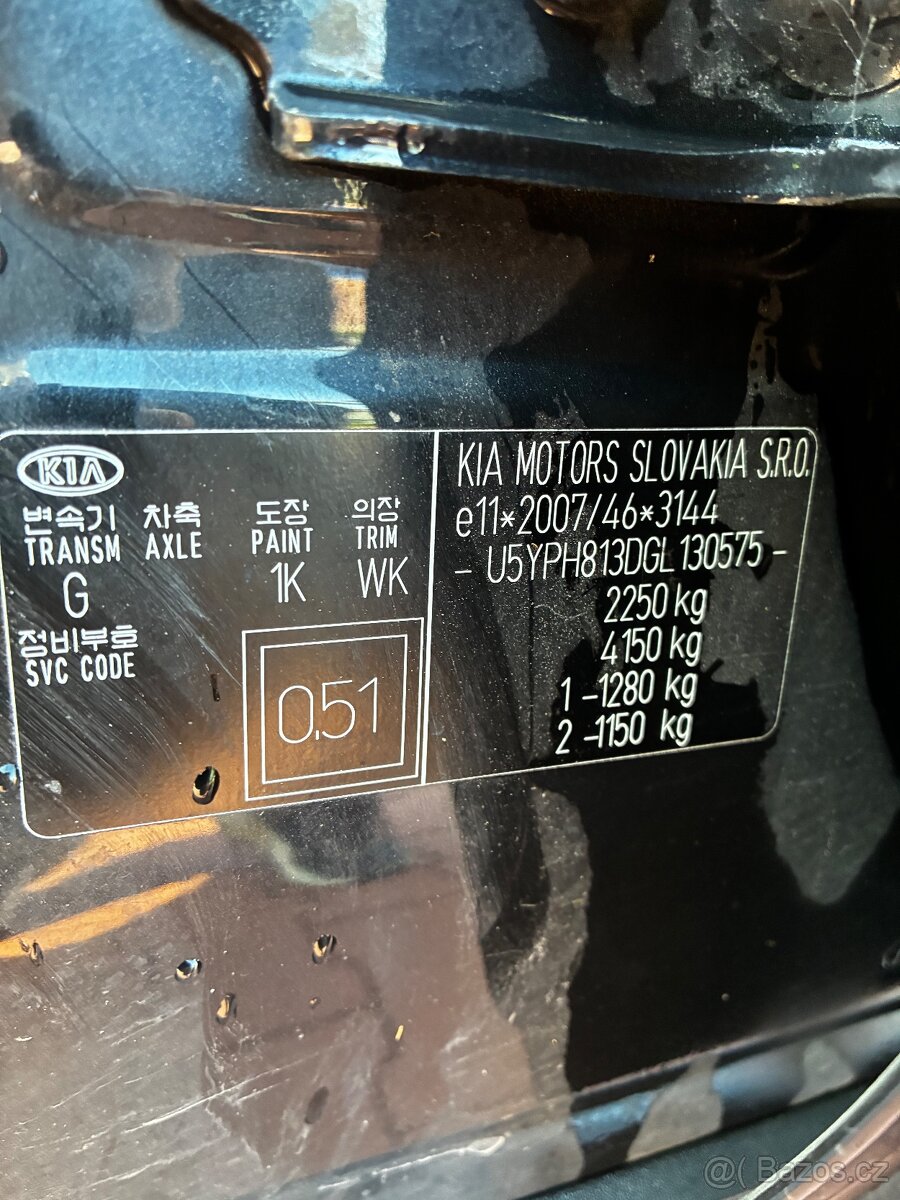 KIA
변속기 차축 도장 의장
TRANSM AXLE PAINT TRIM
G 1K WK
정비부호
SVC CODE
0,51
KIA MOTORS SLOVAKIA S.R.O.
e11*2007/46*3144
- U5YPH813DGL130575 -
2250 kg
4150 kg
1 -1280 kg
2 -1150 kg
@( Bazos.cz